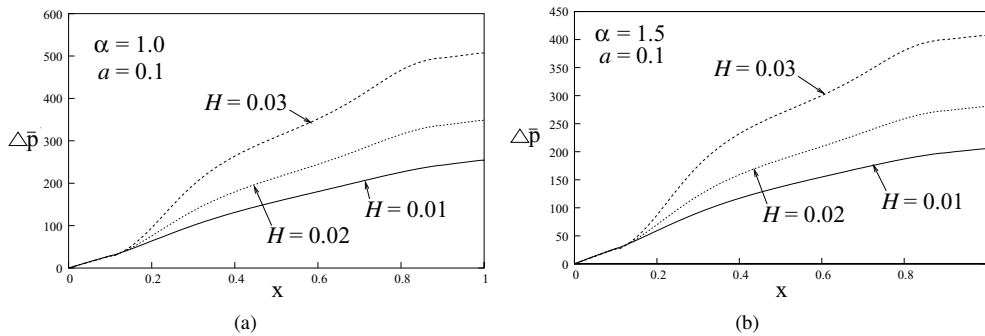 600
500
400
300
200
100
0
△p̄
α = 1.0
a = 0.1
H = 0.03
H = 0.02
H = 0.01
0
0.2
0.4
0.6
0.8
1
x
(a)
450
400
350
300
250
200
150
100
50
0
△p̄
α = 1.5
a = 0.1
H = 0.03
H = 0.02
H = 0.01
0
0.2
0.4
0.6
0.8
x
(b)